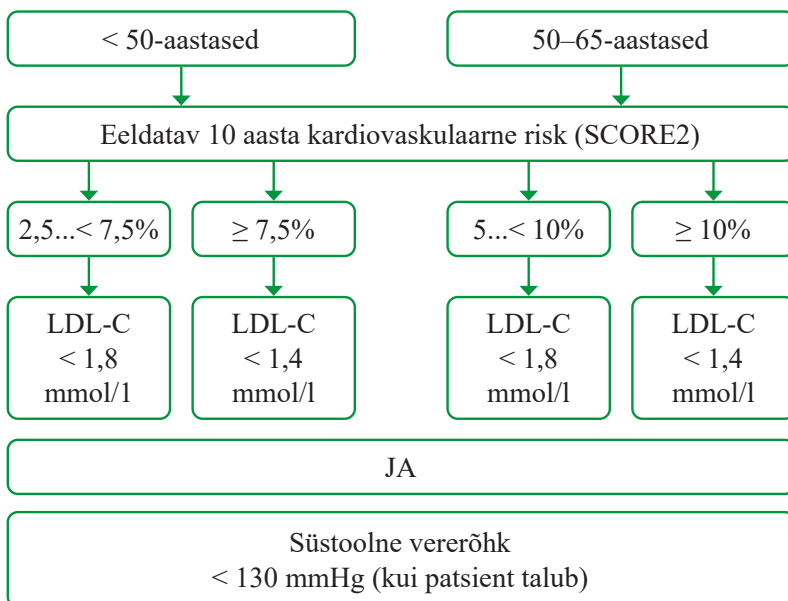 < 50-aastased
50–65-aastased
Eeldatav 10 aasta kardiovaskulaarne risk (SCORE2)
2,5...< 7,5%
≥ 7,5%
5...< 10%
≥ 10%
LDL-C
< 1,8
mmol/1
LDL-C
< 1,4
mmol/l
LDL-C
< 1,8
mmol/l
LDL-C
< 1,4
mmol/l
JA
Süstoolne vererõhk
< 130 mmHg (kui patsient talub)